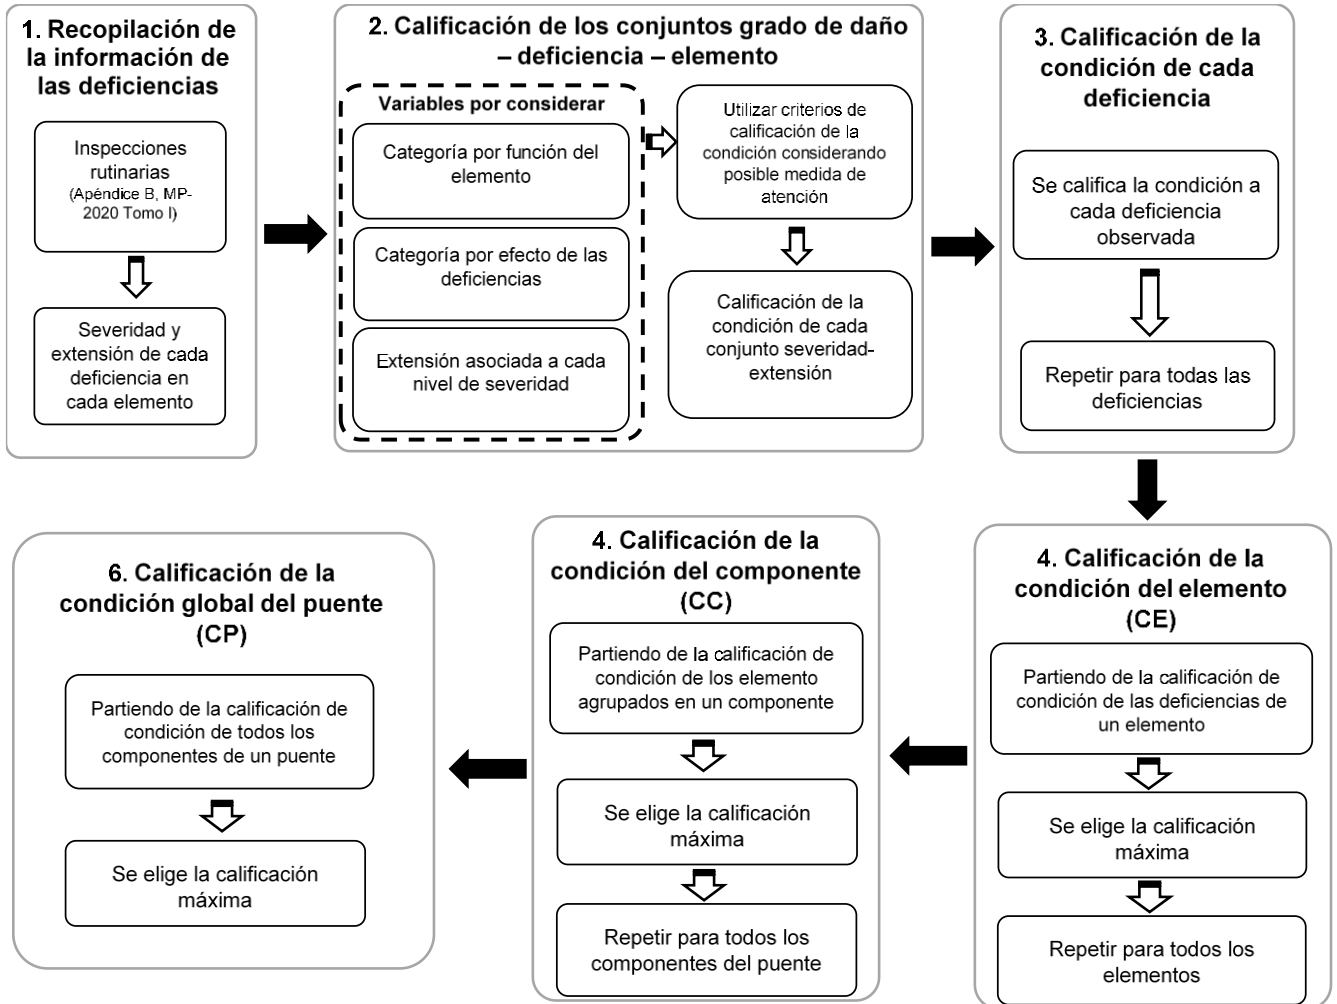 1. Recopilación de
la información de
las deficiencias
Inspecciones
rutinarias
(Apéndice B, MP-
2020 Tomo I)
Severidad y
extensión de cada
deficiencia en
cada elemento
2. Calificación de los conjuntos grado de daño
– deficiencia – elemento
Variables por considerar
Categoría por función del
elemento
Categoría por efecto de las
deficiencias
Extensión asociada a cada
nivel de severidad
Utilizar criterios de
calificación de la
condición considerando
posible medida de
atención
Calificación de la
condición de cada
conjunto severidad-
extensión
3. Calificación de la
condición de cada
deficiencia
Se califica la condición a
cada deficiencia
observada
Repetir para todas las
deficiencias
4. Calificación de la
condición del elemento
(CE)
Partiendo de la calificación de
condición de las deficiencias de
un elemento
Se elige la calificación
máxima
Repetir para todos los
elementos
4. Calificación de la
condición del componente
(CC)
Partiendo de la calificación de
condición de los elemento
agrupados en un componente
Se elige la calificación
máxima
Repetir para todos los
componentes del puente
6. Calificación de la
condición global del puente
(CP)
Partiendo de la calificación de
condición de todos los
componentes de un puente
Se elige la calificación
máxima